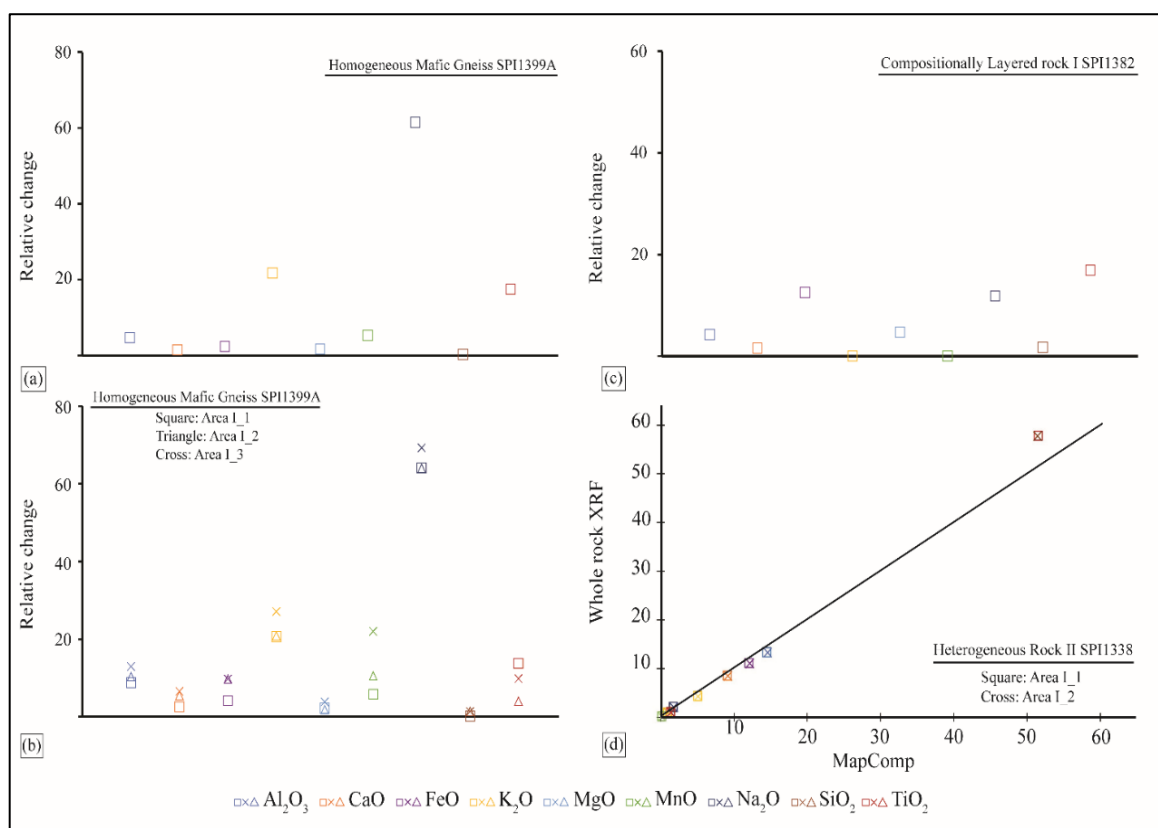 80
60
40
20
Relative change
Homogeneous Mafic Gneiss SPI1399A
(a)
60
40
20
Relative change
Compositionally Layered rock I SPI1382
(c)
Homogeneous Mafic Gneiss SPI1399A
Square: Area I_1
Triangle: Area I_2
Cross: Area I_3
80
60
40
20
Relative change
(b)
60
50
40
30
20
10
Whole rock XRF
Heterogeneous Rock II SPI1338
Square: Area I_1
Cross: Area I_2
10 20 30 40 50 60
(d)
MapComp
Al₂O₃ CaO FeO K₂O MgO MnO Na₂O SiO₂ TiO₂